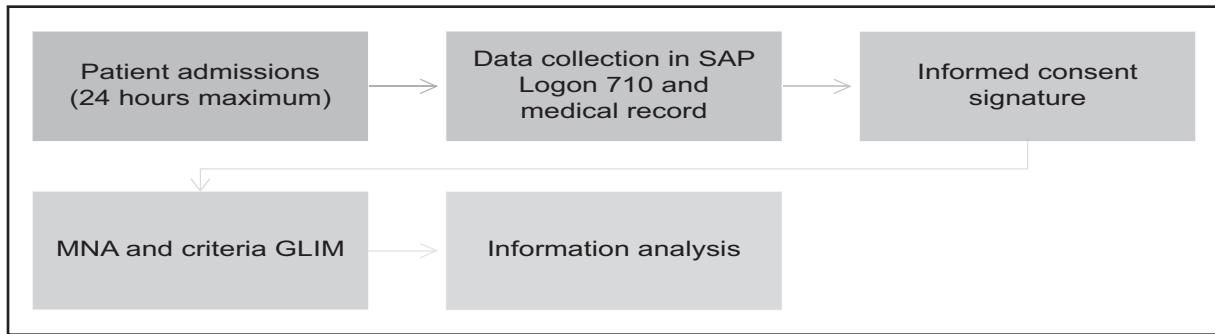 Patient admissions
(24 hours maximum)
Data collection in SAP
Logon 710 and
medical record
Informed consent
signature
MNA and criteria GLIM
Information analysis